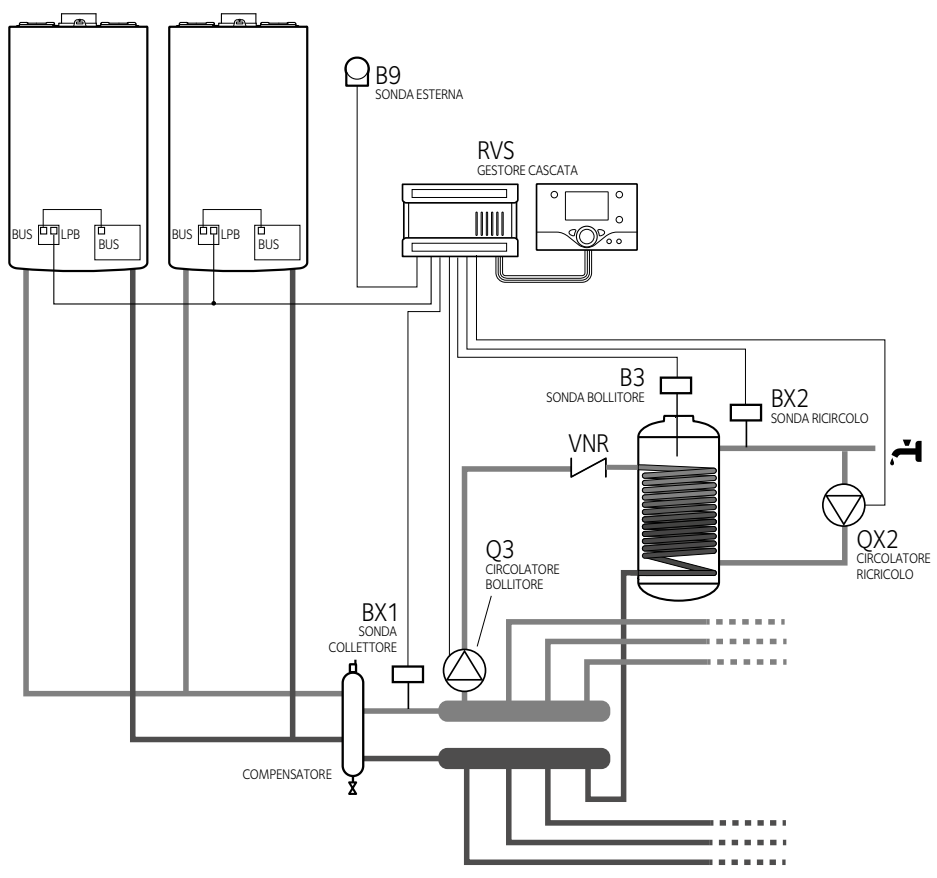 B9
SONDA ESTERNA
RVS
GESTORE CASCATA
BUS
LPB
BUS
BUS
LPB
BUS
B3
SONDA BOLLITORE
BX2
SONDA RICIRCOLO
VNR
Q3
CIRCOLATORE
BOLLITORE
QX2
CIRCOLATORE
RICRICOLO
BX1
SONDA
COLLETTORE
COMPENSATORE